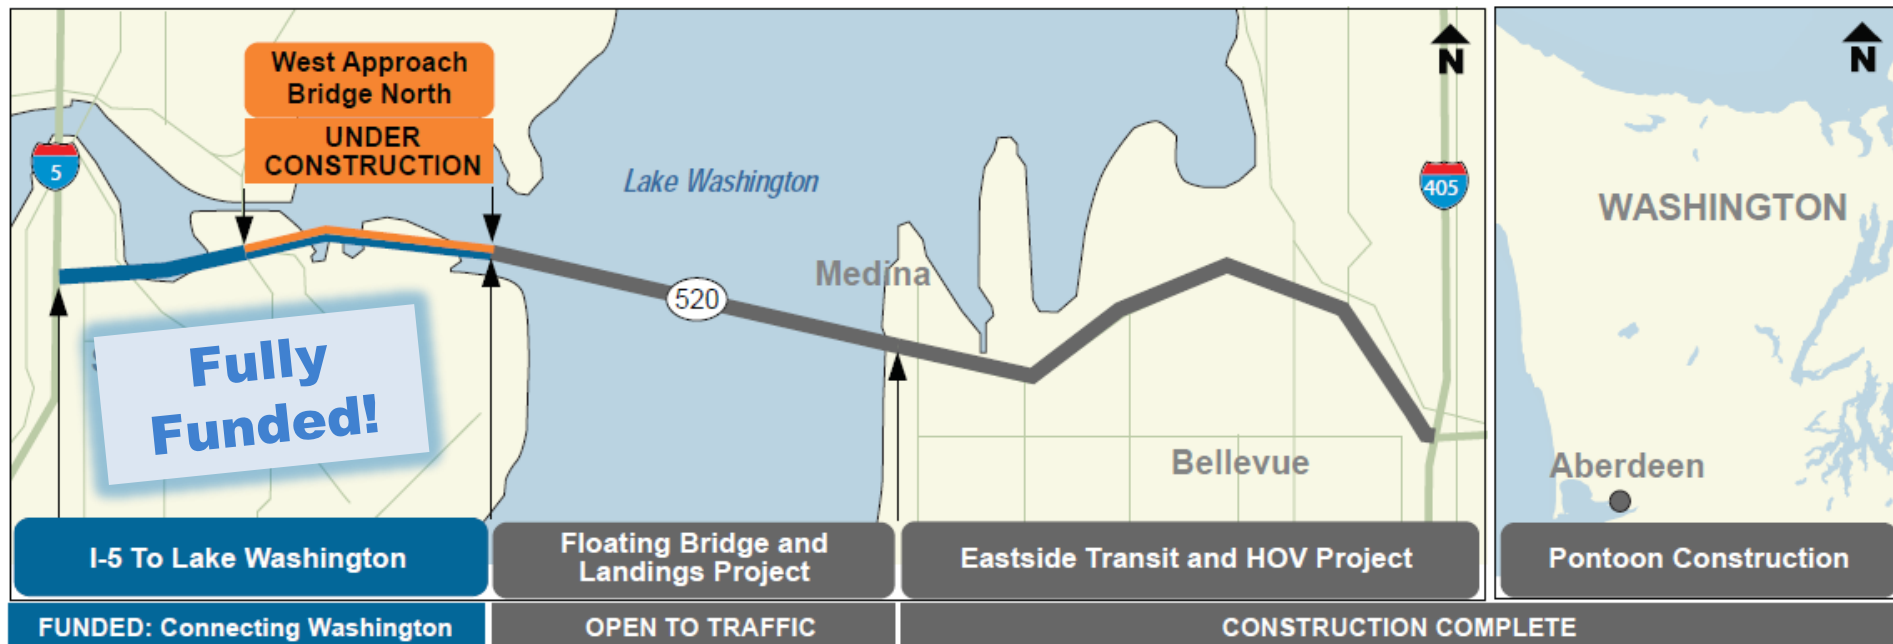 West Approach
Bridge North
UNDER
CONSTRUCTION
N
N
5
Lake Washington
405
WASHINGTON
Medina
520
Fully
Funded!
Bellevue
Aberdeen
I-5 To Lake Washington
Floating Bridge and
Landings Project
Eastside Transit and HOV Project
Pontoon Construction
FUNDED: Connecting Washington
OPEN TO TRAFFIC
CONSTRUCTION COMPLETE